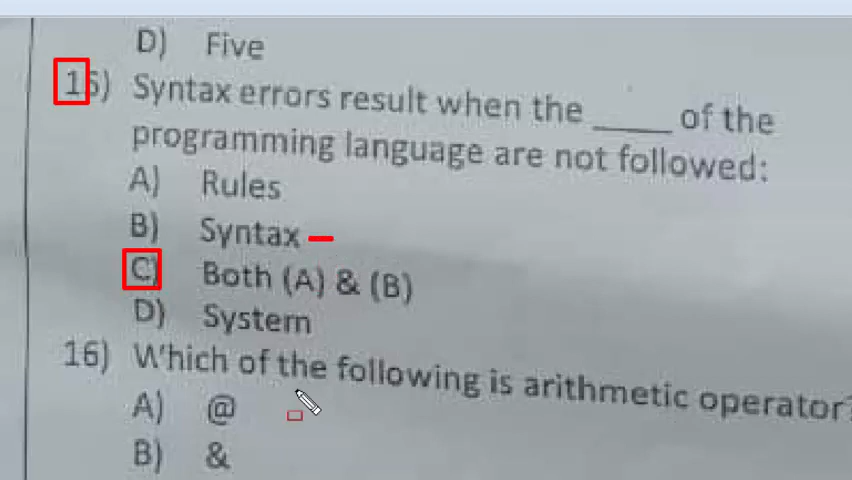 D) Five
15) Syntax errors result when the _____ of the
programming language are not followed:
A) Rules
B) Syntax
C) Both (A) & (B)
D) System
16) Which of the following is arithmetic operator?
A) @
B) &